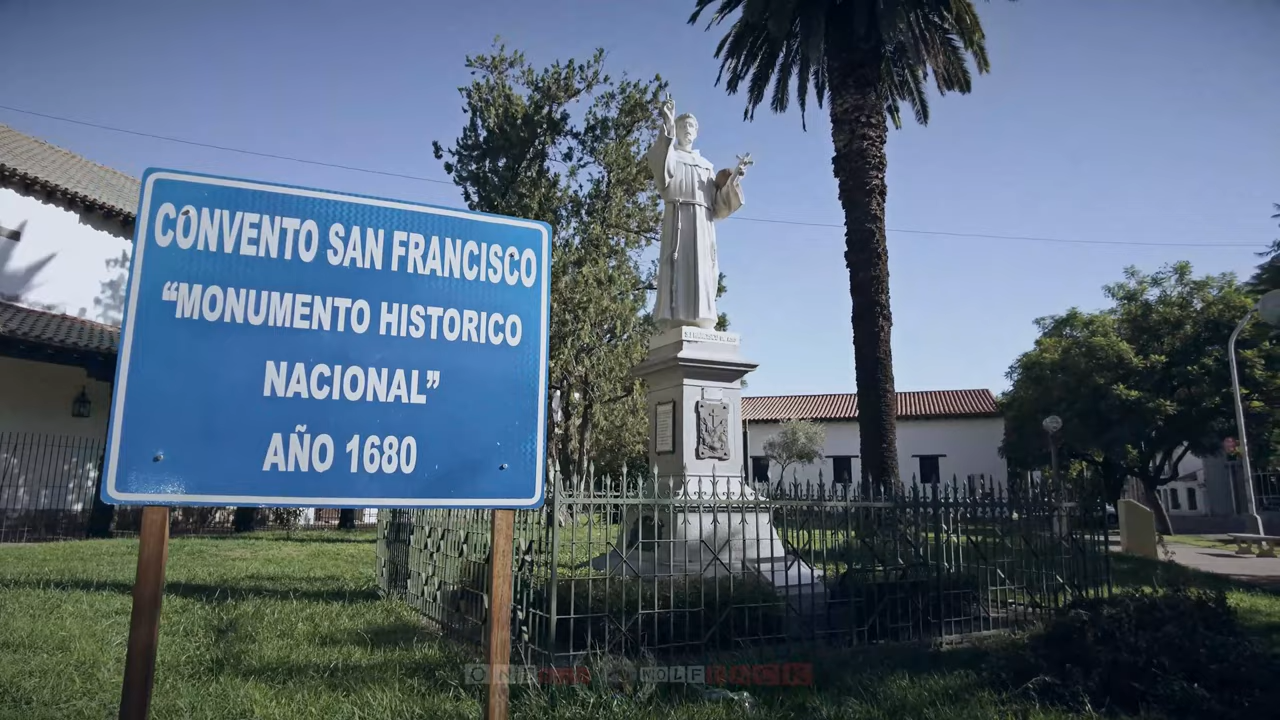 CONVENTO SAN FRANCISCO
“MONUMENTO HISTORICO
NACIONAL”
AÑO 1680